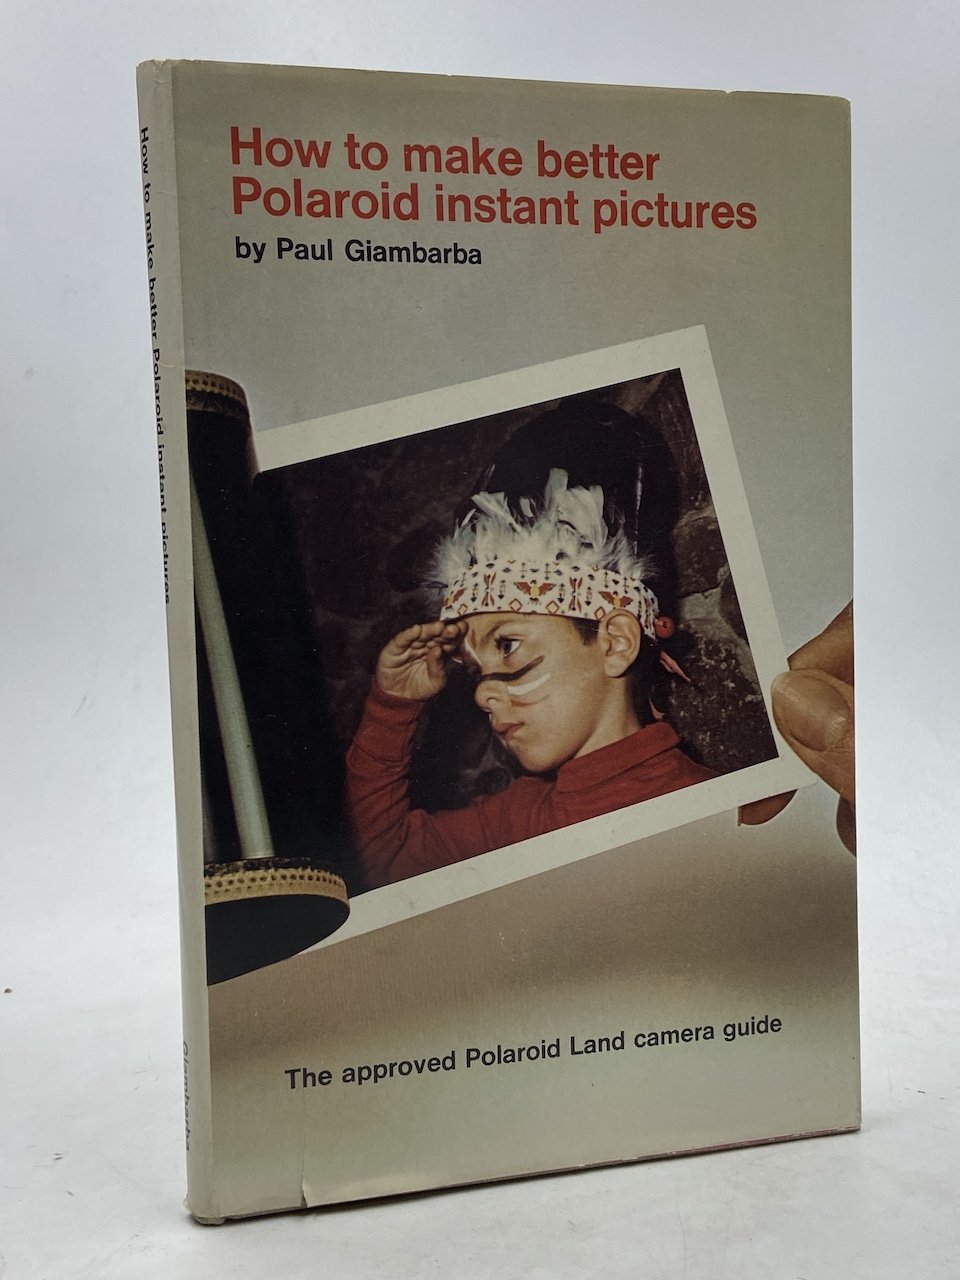 How to make better
Polaroid instant pictures
by Paul Giambarba
The approved Polaroid Land camera guide
How to make better Polaroid instant pictures
Giambarba